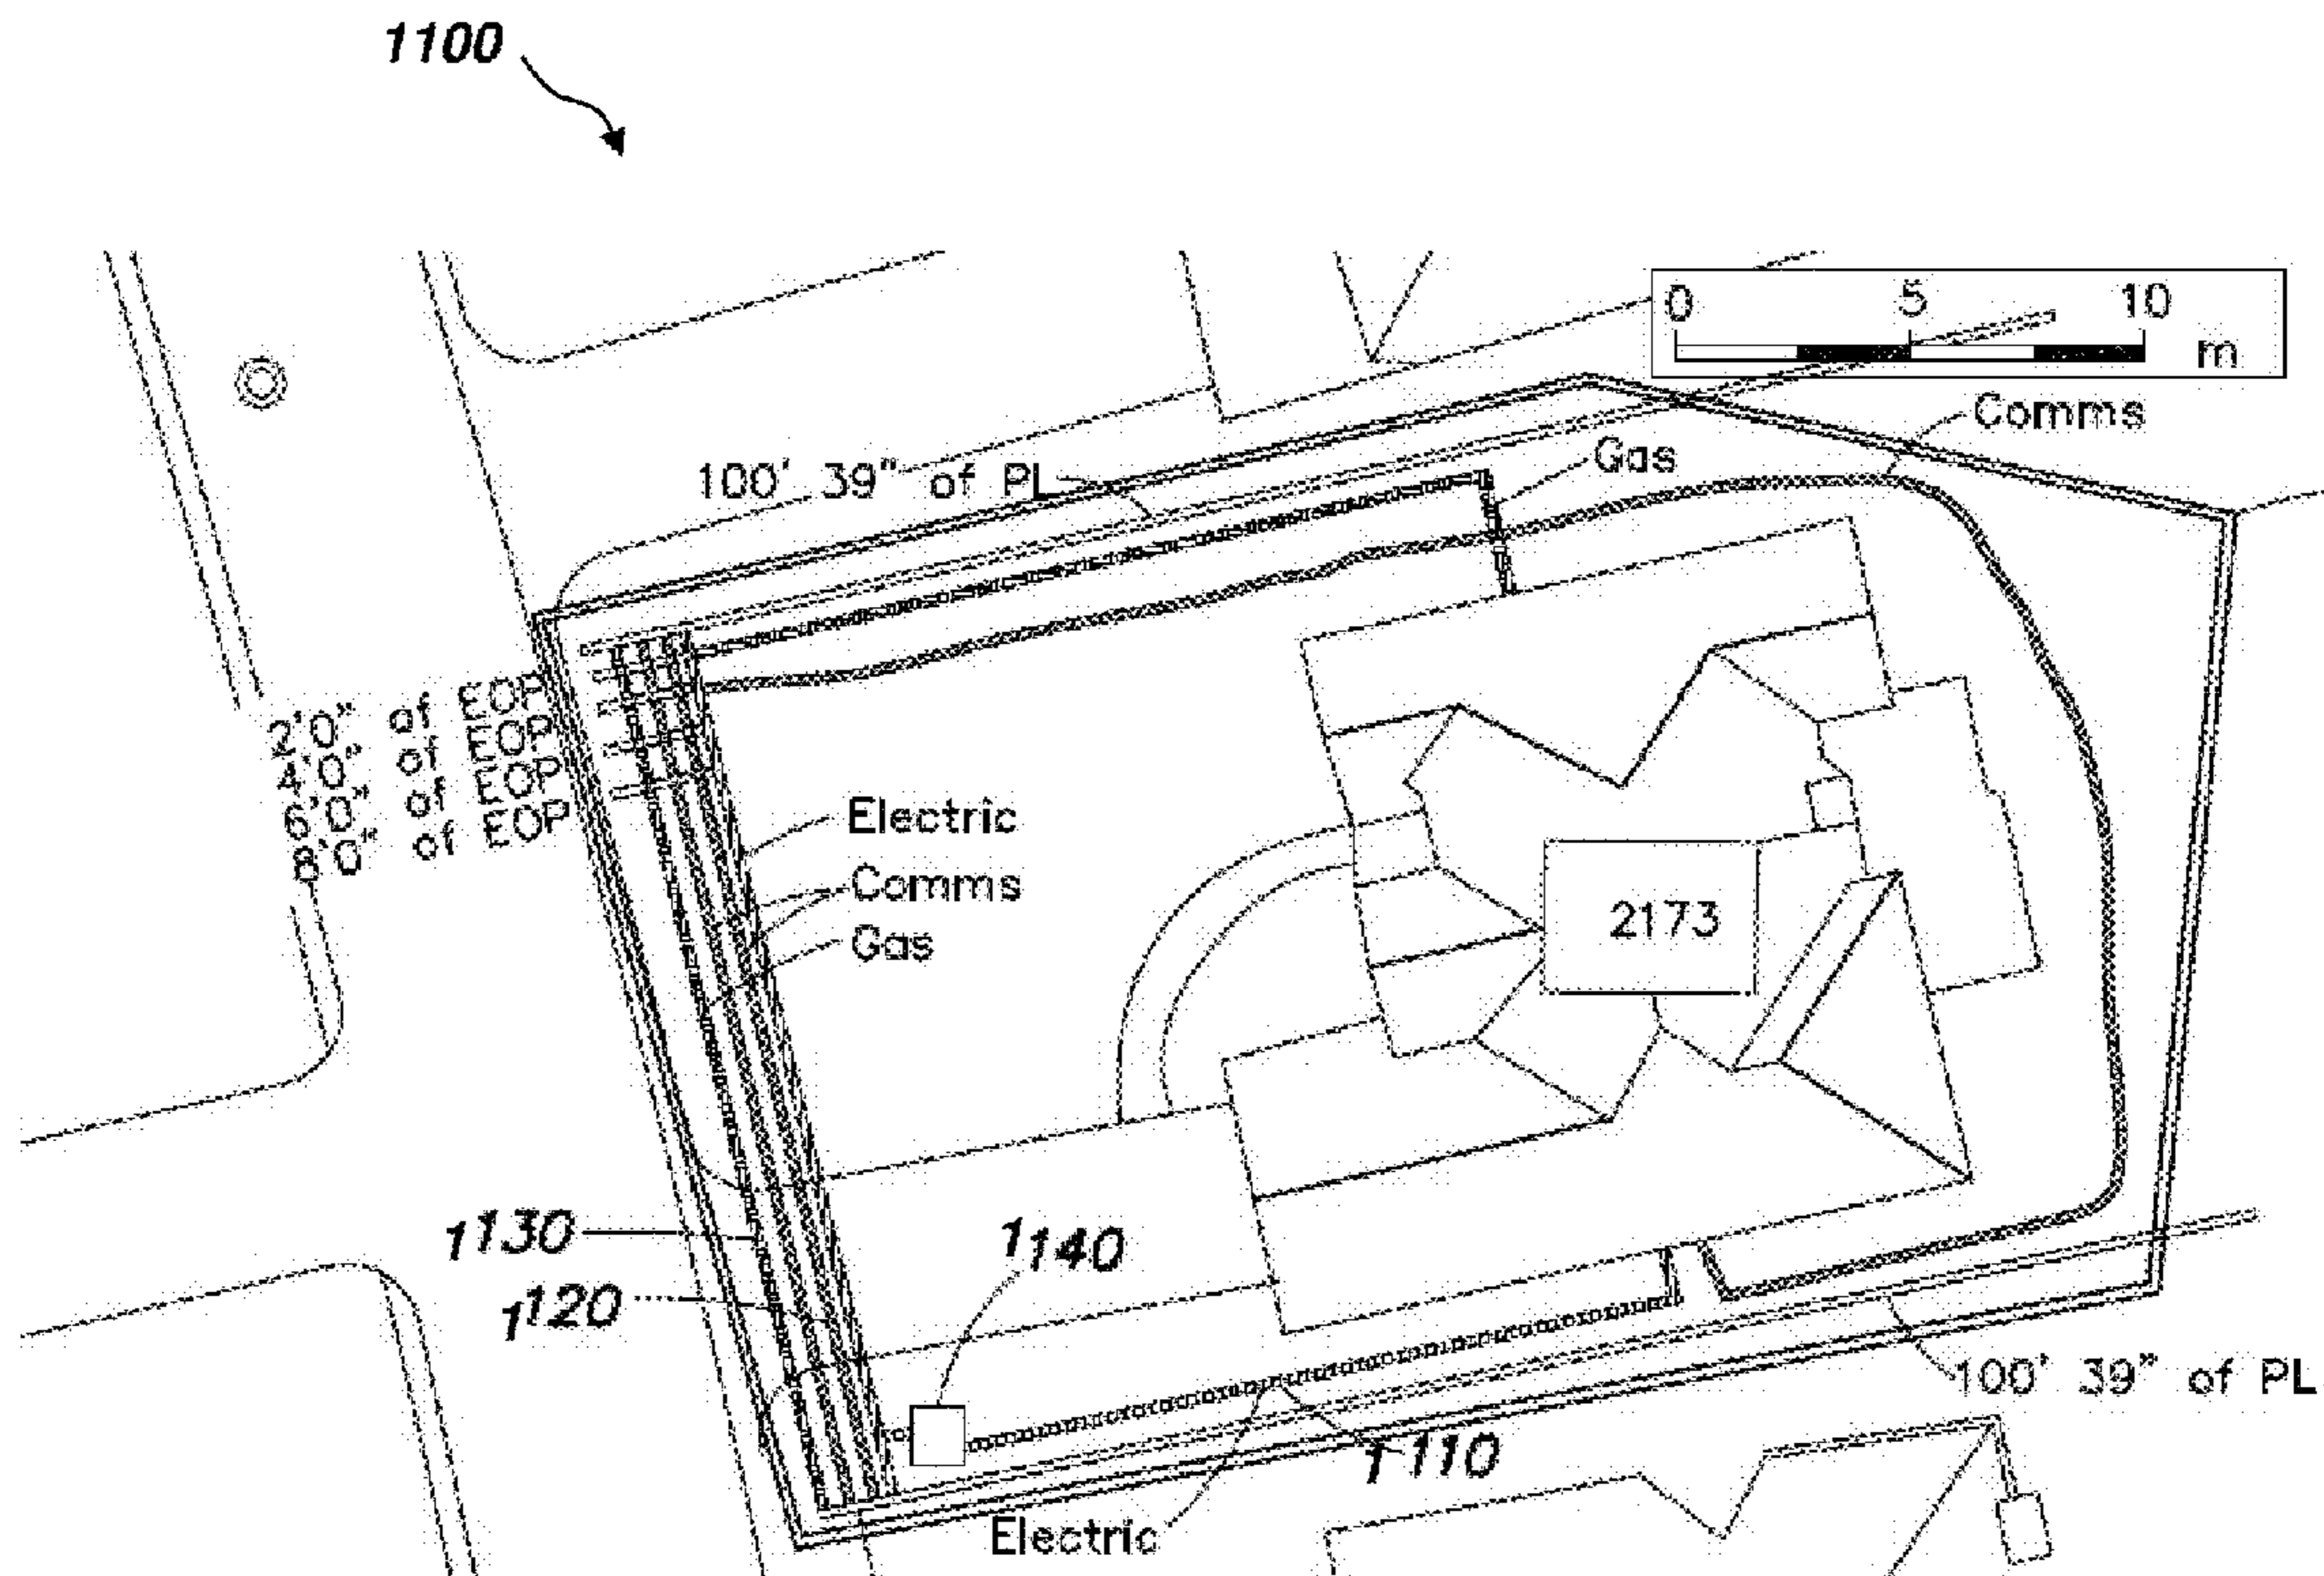 1100
0 5 10
m
Comms
Gas
100' 39" of PL
2'0" of EOP
4'0" of EOP
6'0" of EOP
8'0" of EOP
Electric
Comms
Gas
2173
1130
1140
1120
100' 39" of PL
1110
Electric